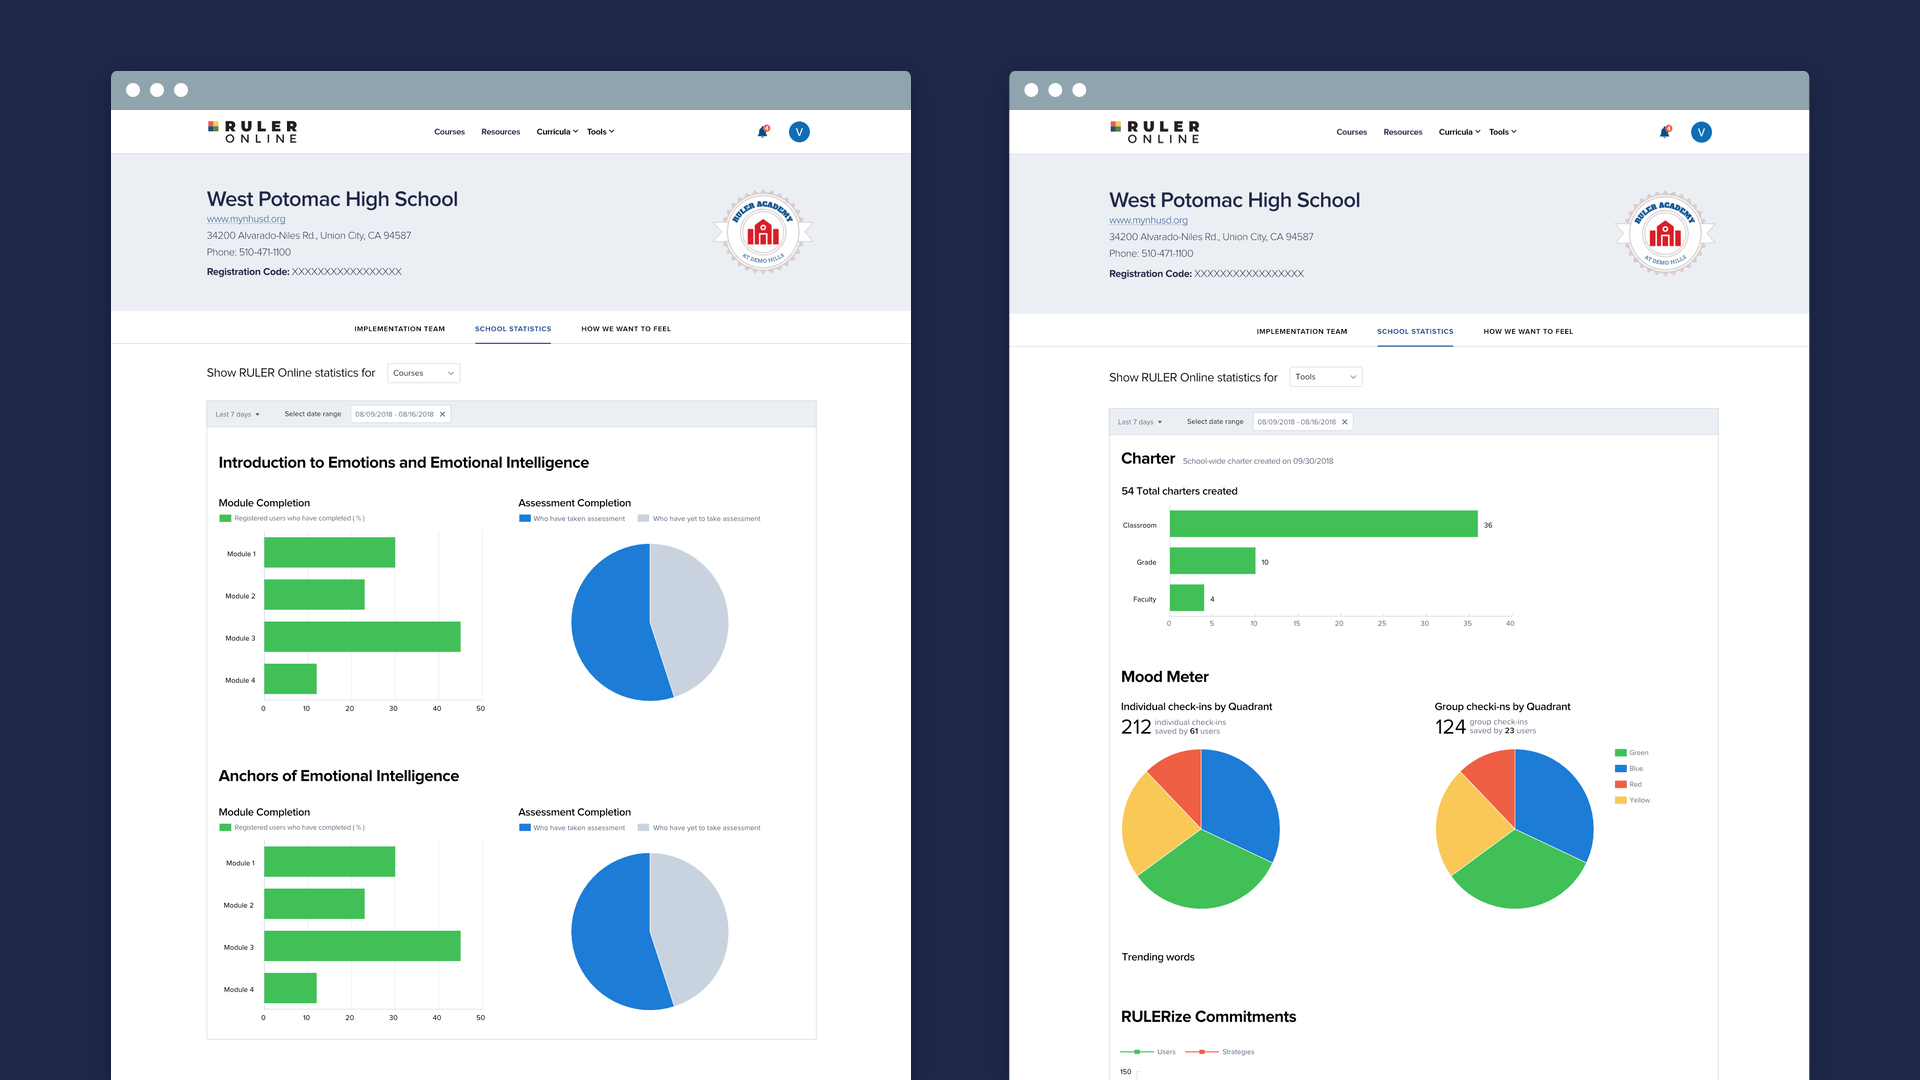 RULER
ONLINE
Courses Resources Curricula Tools
V
West Potomac High School
www.mynhusd.org
34200 Alvarado-Niles Rd., Union City, CA 94587
Phone: 510-471-1100
Registration Code: XXXXXXXXXXXXXXXXX
RULER ACADEMY
AT DEMO HILLS
IMPLEMENTATION TEAM SCHOOL STATISTICS HOW WE WANT TO FEEL
Show RULER Online statistics for Courses
Last 7 days Select date range 08/09/2018 - 08/16/2018
Introduction to Emotions and Emotional Intelligence
Module Completion
Registered users who have completed ( % )
Module 1
Module 2
Module 3
Module 4
0 10 20 30 40 50
Assessment Completion
Who have taken assessment Who have yet to take assessment
Anchors of Emotional Intelligence
Module Completion
Registered users who have completed ( % )
Module 1
Module 2
Module 3
Module 4
0 10 20 30 40 50
Assessment Completion
Who have taken assessment Who have yet to take assessment
RULER
ONLINE
Courses Resources Curricula Tools
V
West Potomac High School
www.mynhusd.org
34200 Alvarado-Niles Rd., Union City, CA 94587
Phone: 510-471-1100
Registration Code: XXXXXXXXXXXXXXXXX
RULER ACADEMY
AT DEMO HILLS
IMPLEMENTATION TEAM SCHOOL STATISTICS HOW WE WANT TO FEEL
Show RULER Online statistics for Tools
Last 7 days Select date range 08/09/2018 - 08/16/2018
Charter School-wide charter created on 09/30/2018
54 Total charters created
Classroom 36
Grade 10
Faculty 4
0 5 10 15 20 25 30 35 40
Mood Meter
Individual check-ins by Quadrant
212 individual check-ins
saved by 61 users
Group checki-ns by Quadrant
124 group check-ins
saved by 23 users
Green
Blue
Red
Yellow
Trending words
RULERize Commitments
Users Strategies
150